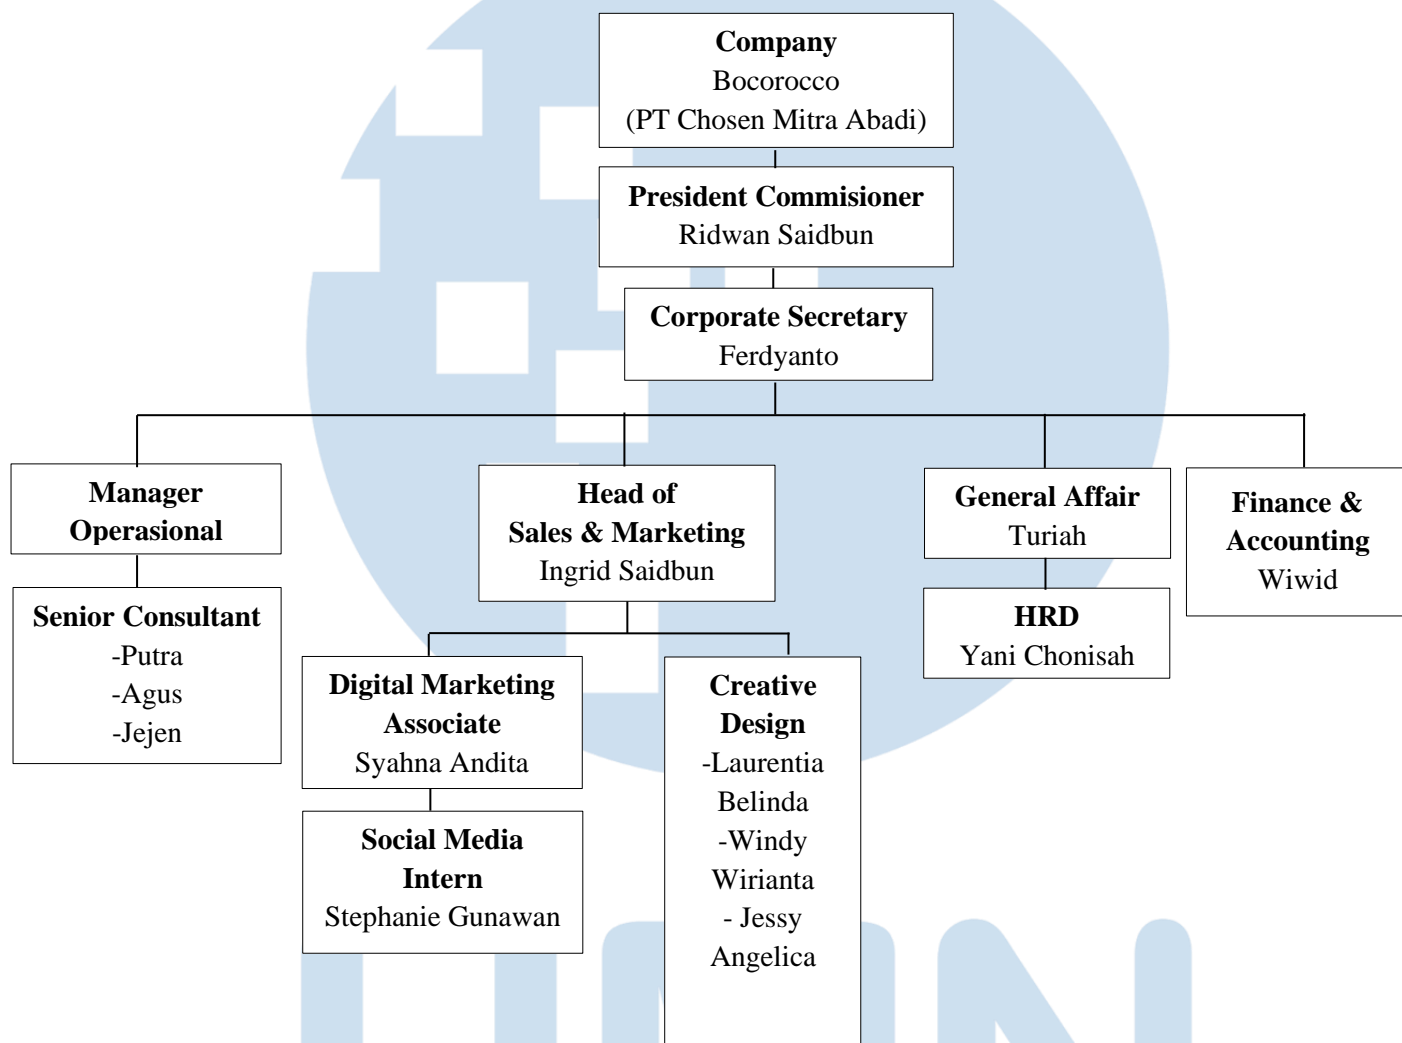 Company
Bocorocco
(PT Chosen Mitra Abadi)
President Commisioner
Ridwan Saidbun
Corporate Secretary
Ferdyanto
Manager
Operasional
Senior Consultant
-Putra
-Agus
-Jejen
Head of
Sales & Marketing
Ingrid Saidbun
Digital Marketing
Associate
Syahna Andita
Social Media
Intern
Stephanie Gunawan
Creative
Design
-Laurentia
Belinda
-Windy
Wirianta
- Jessy
Angelica
General Affair
Turiah
HRD
Yani Chonisah
Finance &
Accounting
Wiwid